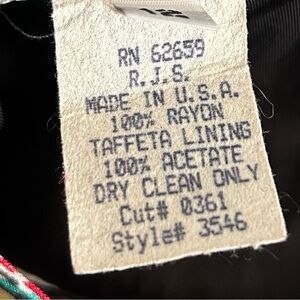 RN 62659
R.J.S.
MADE IN U.S.A.
100% RAYON
TAFFETA LINING
100% ACETATE
DRY CLEAN ONLY
Cut# 0361
Style# 3546